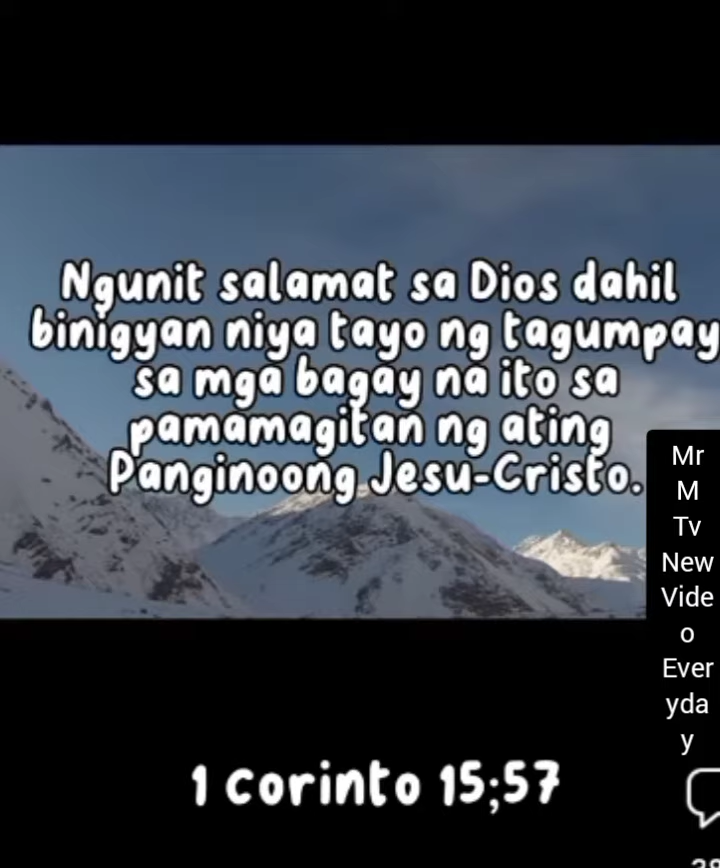 Ngunit salamat sa Dios dahil
binigyan niya tayo ng tagumpay
sa mga bagay na ito sa
pamamagitan ng ating
Panginoong Jesu-Cristo.
Mr
M
Tv
New
Vide
o
Ever
yda
y
1 corinto 15;57